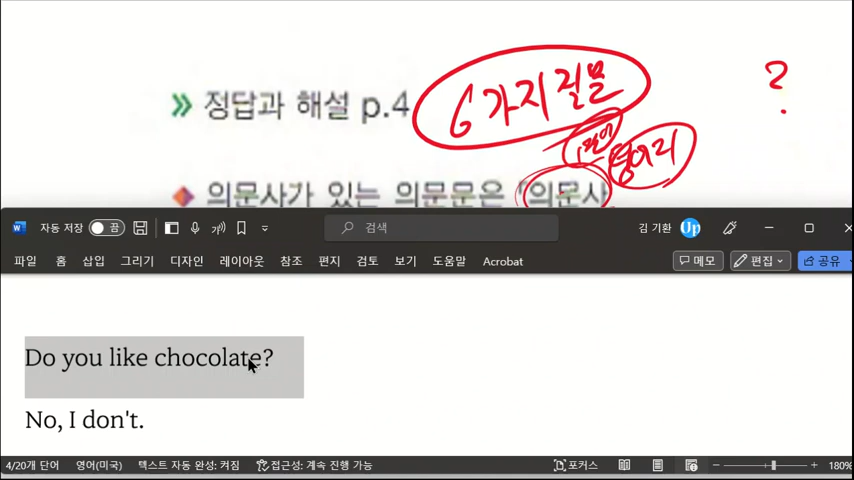 6가지 질문
?
정답과 해설 p.4
단어
덩어리
의문사가 있는 의문문은 「의문사
자동 저장 끔
검색
김 기환
파일 홈 삽입 그리기 디자인 레이아웃 참조 편지 검토 보기 도움말 Acrobat 메모 편집 공유
Do you like chocolate?
No, I don't.
4/20개 단어 영어(미국) 텍스트 자동 완성: 켜짐 접근성: 계속 진행 가능 포커스 180%